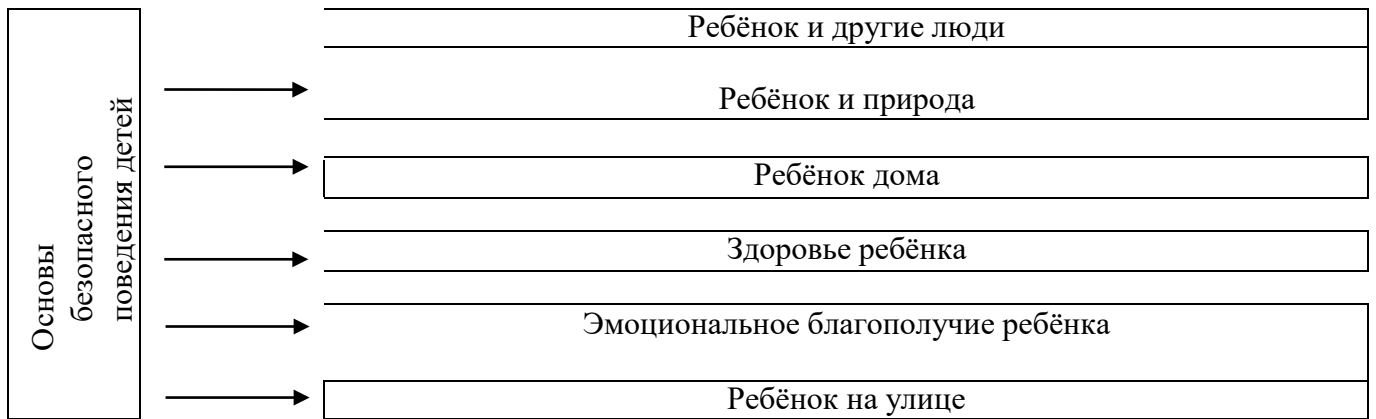 Основы
безопасного
поведения детей
Ребёнок и другие люди
Ребёнок и природа
Ребёнок дома
Здоровье ребёнка
Эмоциональное благополучие ребёнка
Ребёнок на улице